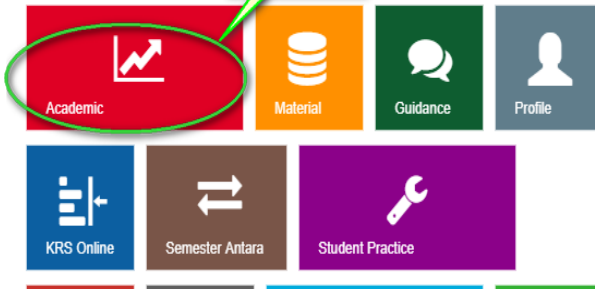 Academic
Material
Guidance
Profile
KRS Online
Semester Antara
Student Practice